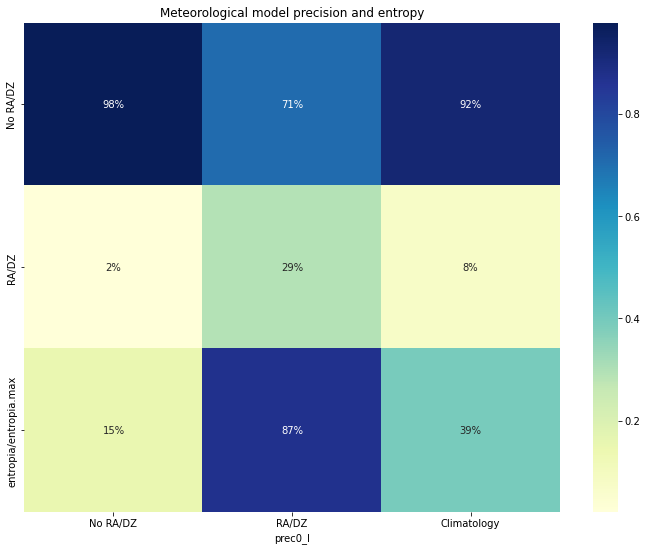 Meteorological model precision and entropy
No RA/DZ
98%
71%
92%
RA/DZ
2%
29%
8%
entropia/entropia.max
15%
87%
39%
No RA/DZ
RA/DZ
Climatology
prec0_l
0.8
0.6
0.4
0.2